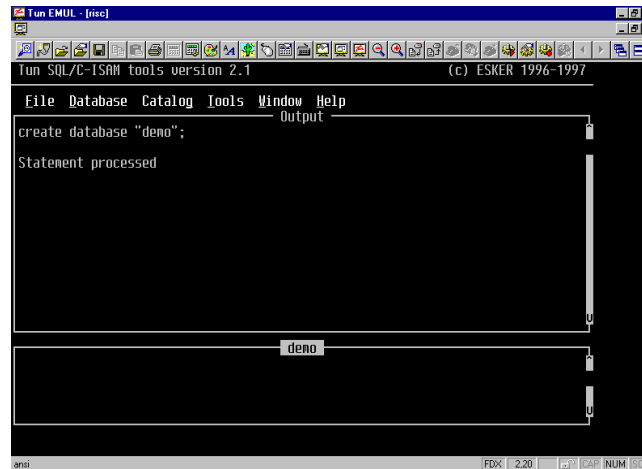 Tun EMUL - [risc]
Tun SQL/C-ISAM tools version 2.1 (c) ESKER 1996-1997
File Database Catalog Tools Window Help
Output
create database "demo";
Statement processed
demo
ansi FDX 2,20 CAP NUM